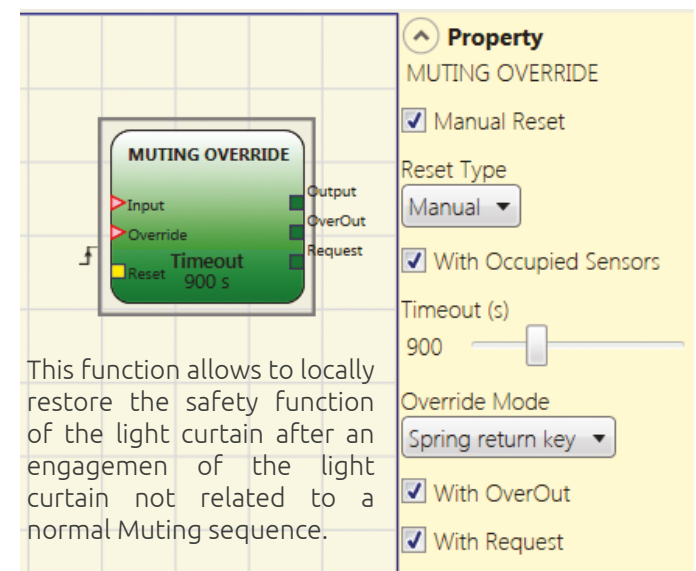 MUTING OVERRIDE
Input
Override
Reset
Timeout
900 s
Output
OverOut
Request
This function allows to locally
restore the safety function
of the light curtain after an
engagemen of the light
curtain not related to a
normal Muting sequence.
Property
MUTING OVERRIDE
Manual Reset
Reset Type
Manual
With Occupied Sensors
Timeout (s)
900
Override Mode
Spring return key
With OverOut
With Request